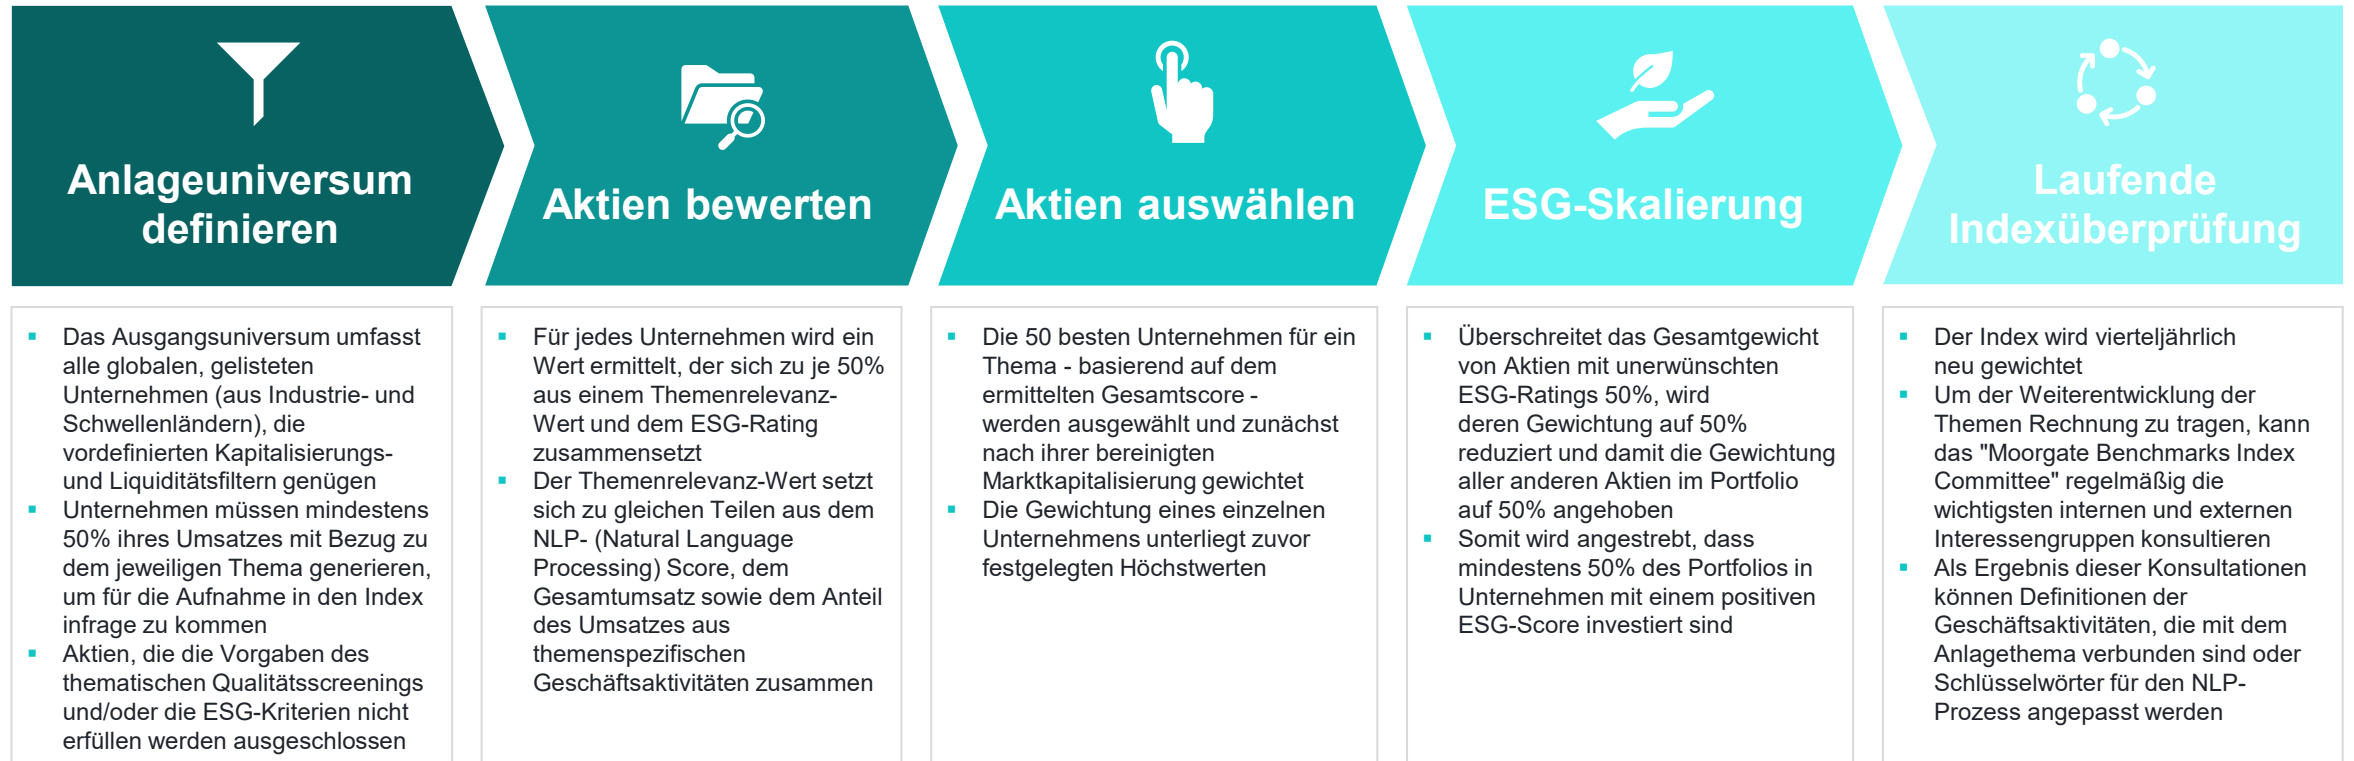 Anlageuniversum
definieren
Aktien bewerten
Aktien auswählen
ESG-Skalierung
Laufende
Indexüberprüfung
▪ Das Ausgangsuniversum umfasst
alle globalen, gelisteten
Unternehmen (aus Industrie- und
Schwellenländern), die
vordefinierten Kapitalisierungs-
und Liquiditätsfiltern genügen
▪ Unternehmen müssen mindestens
50% ihres Umsatzes mit Bezug zu
dem jeweiligen Thema generieren,
um für die Aufnahme in den Index
infrage zu kommen
▪ Aktien, die die Vorgaben des
thematischen Qualitätsscreenings
und/oder die ESG-Kriterien nicht
erfüllen werden ausgeschlossen
▪ Für jedes Unternehmen wird ein
Wert ermittelt, der sich zu je 50%
aus einem Themenrelevanz-
Wert und dem ESG-Rating
zusammensetzt
▪ Der Themenrelevanz-Wert setzt
sich zu gleichen Teilen aus dem
NLP- (Natural Language
Processing) Score, dem
Gesamtumsatz sowie dem Anteil
des Umsatzes aus
themenspezifischen
Geschäftsaktivitäten zusammen
▪ Die 50 besten Unternehmen für ein
Thema - basierend auf dem
ermittelten Gesamtscore -
werden ausgewählt und zunächst
nach ihrer bereinigten
Marktkapitalisierung gewichtet
▪ Die Gewichtung eines einzelnen
Unternehmens unterliegt zuvor
festgelegten Höchstwerten
▪ Überschreitet das Gesamtgewicht
von Aktien mit unerwünschten
ESG-Ratings 50%, wird
deren Gewichtung auf 50%
reduziert und damit die Gewichtung
aller anderen Aktien im Portfolio
auf 50% angehoben
▪ Somit wird angestrebt, dass
mindestens 50% des Portfolios in
Unternehmen mit einem positiven
ESG-Score investiert sind
▪ Der Index wird vierteljährlich
neu gewichtet
▪ Um der Weiterentwicklung der
Themen Rechnung zu tragen, kann
das "Moorgate Benchmarks Index
Committee" regelmäßig die
wichtigsten internen und externen
Interessengruppen konsultieren
▪ Als Ergebnis dieser Konsultationen
können Definitionen der
Geschäftsaktivitäten, die mit dem
Anlagethema verbunden sind oder
Schlüsselwörter für den NLP-
Prozess angepasst werden